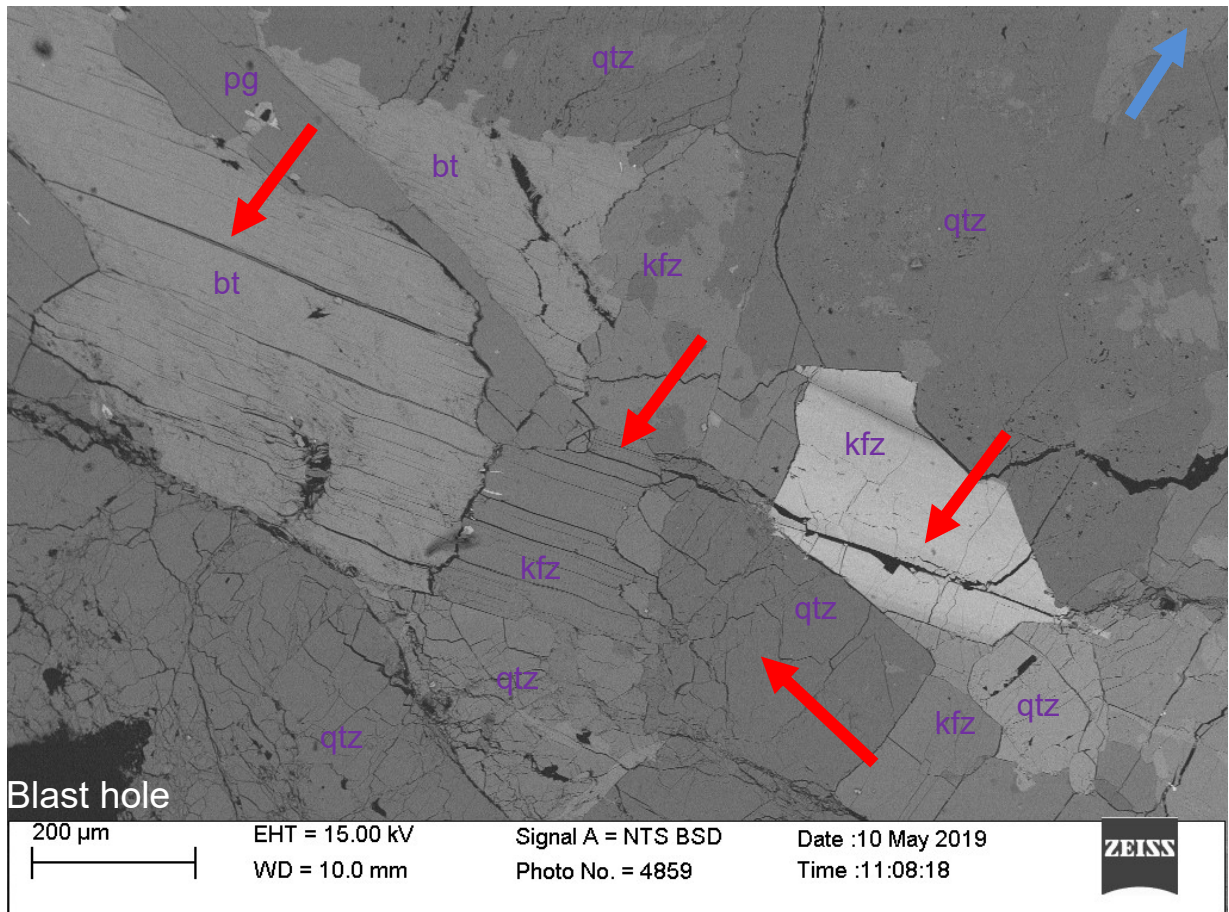 qtz
pg
bt
qtz
kfz
bt
kfz
kfz
qtz
qtz
qtz
kfz
qtz
Blast hole
200 µm
EHT = 15.00 kV
Signal A = NTS BSD
Date :10 May 2019
WD = 10.0 mm
Photo No. = 4859
Time :11:08:18
ZEISS